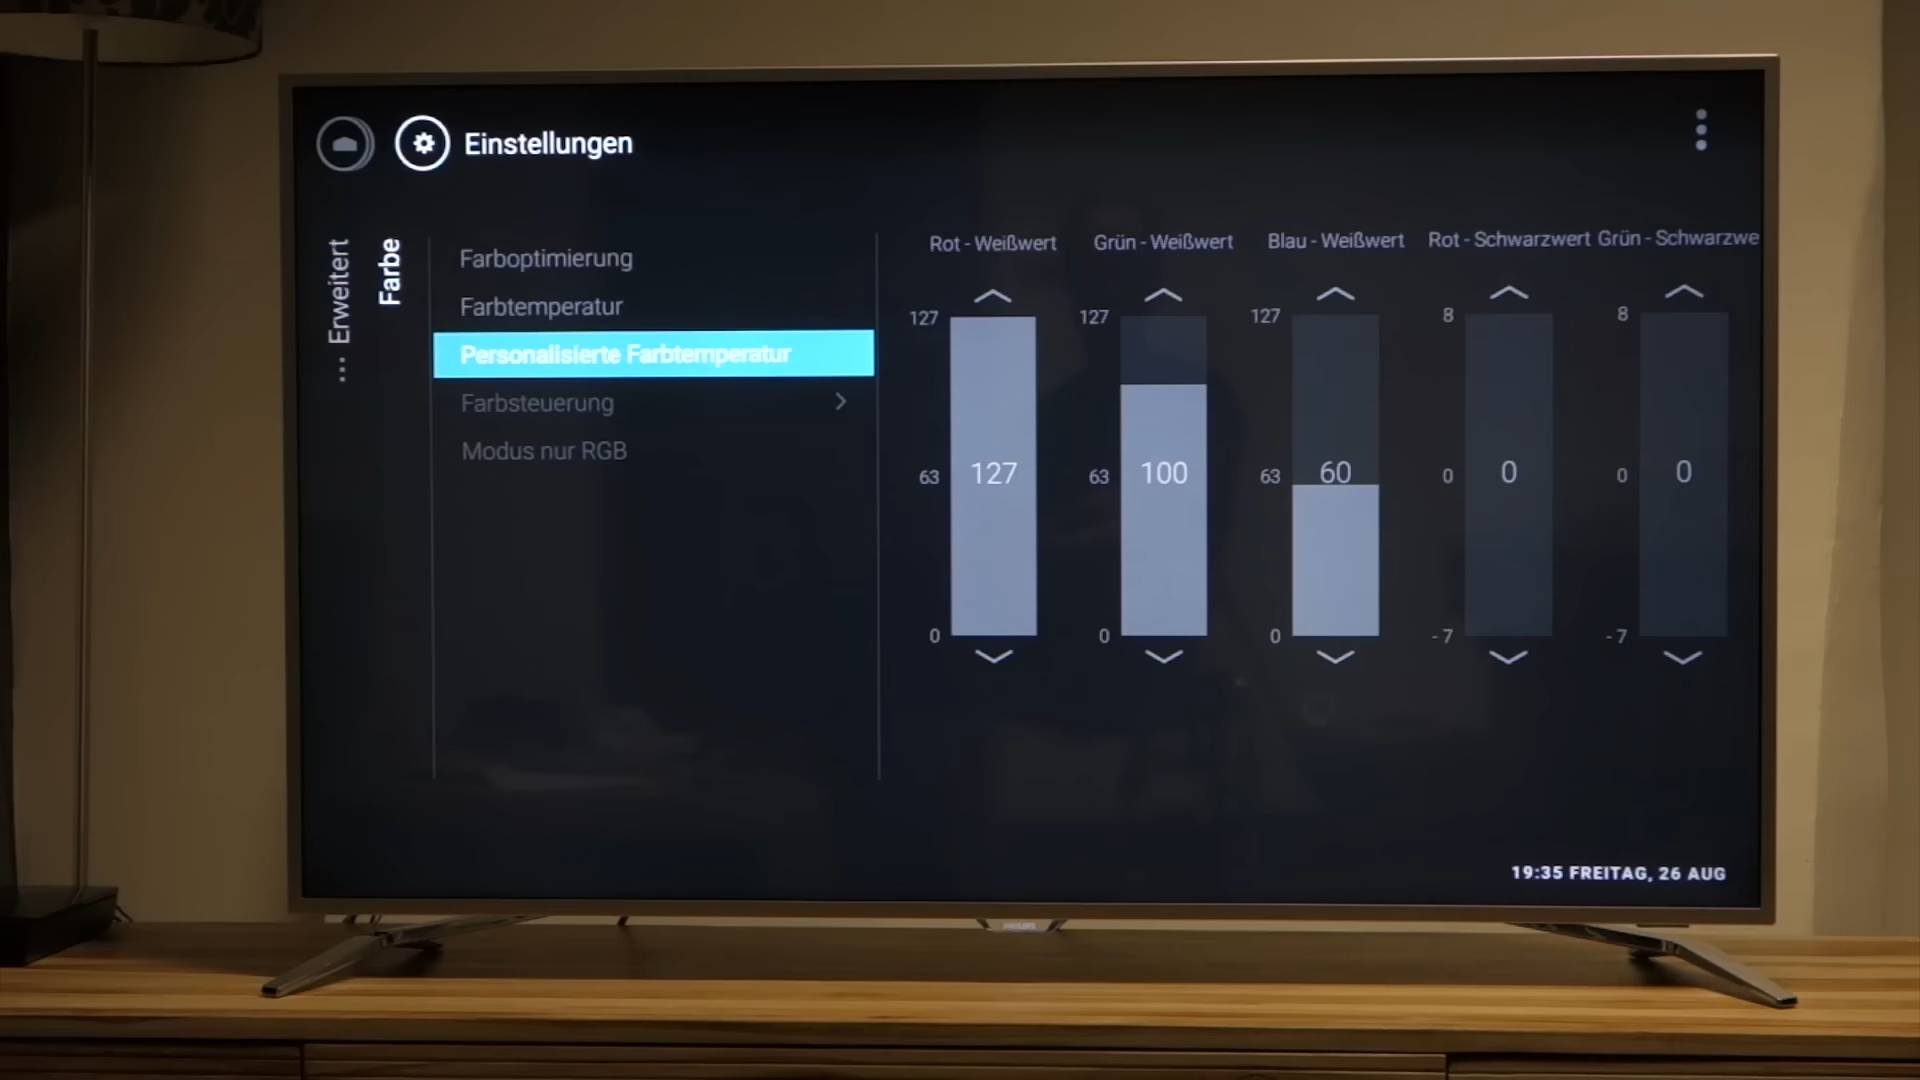 Einstellungen
... Erweitert
Farbe
Farboptimierung
Farbtemperatur
Personalisierte Farbtemperatur
Farbsteuerung
Modus nur RGB
Rot - Weißwert
127
63
0
127
Grün - Weißwert
127
63
0
100
Blau - Weißwert
127
63
0
60
Rot - Schwarzwert
8
0
- 7
0
Grün - Schwarzwe
8
0
- 7
0
19:35 FREITAG, 26 AUG
PHILIPS